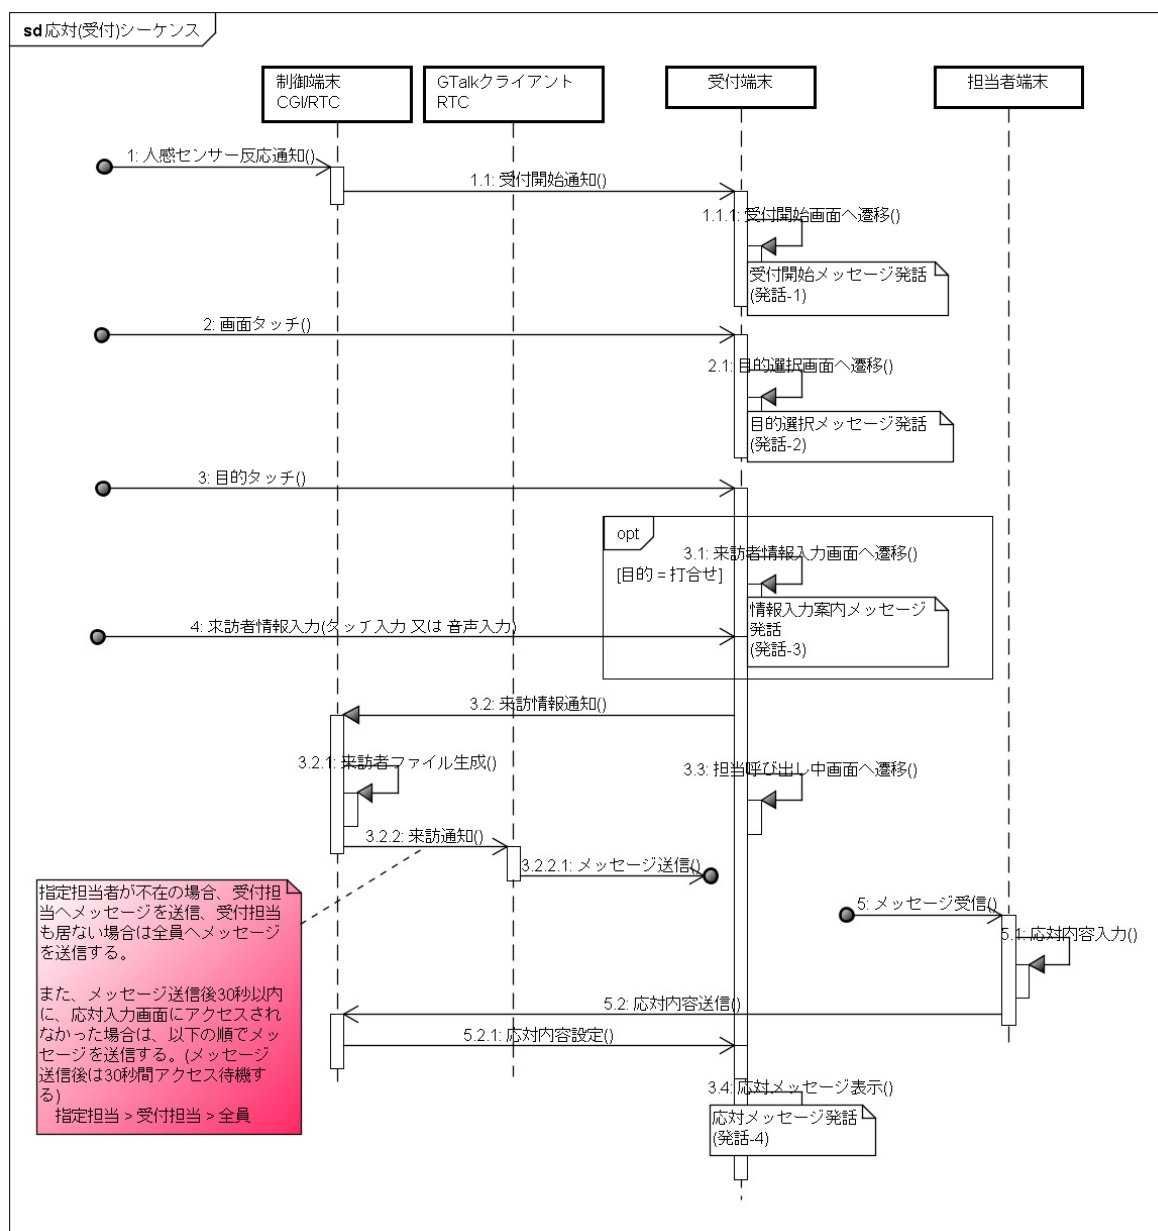 sd 応対(受付)シーケンス
制御端末
CGI/RTC
GTalkクライアント
RTC
受付端末
担当者端末
1: 人感センサー反応通知()
1.1: 受付開始通知()
1.1.1: 受付開始画面へ遷移()
受付開始メッセージ発話
(発話-1)
2: 画面タッチ()
2.1: 目的選択画面へ遷移()
目的選択メッセージ発話
(発話-2)
3: 目的タッチ()
opt
3.1: 来訪者情報入力画面へ遷移()
[目的 = 打合せ]
情報入力案内メッセージ
発話
(発話-3)
4: 来訪者情報入力(タッチ入力 又は 音声入力)
3.2: 来訪情報通知()
3.2.1: 来訪者ファイル生成()
3.3: 担当呼び出し中画面へ遷移()
3.2.2: 来訪通知()
3.2.2.1: メッセージ送信()
指定担当者が不在の場合、受付担
当へメッセージを送信、受付担当
も居ない場合は全員へメッセージ
を送信する。
また、メッセージ送信後30秒以内
に、応対入力画面にアクセスされ
なかった場合は、以下の順でメッ
セージを送信する。(メッセージ
送信後は30秒間アクセス待機す
る)
指定担当 > 受付担当 > 全員
5: メッセージ受信()
5.1: 応対内容入力()
5.2: 応対内容送信()
5.2.1: 応対内容設定()
3.4: 応対メッセージ表示()
応対メッセージ発話
(発話-4)